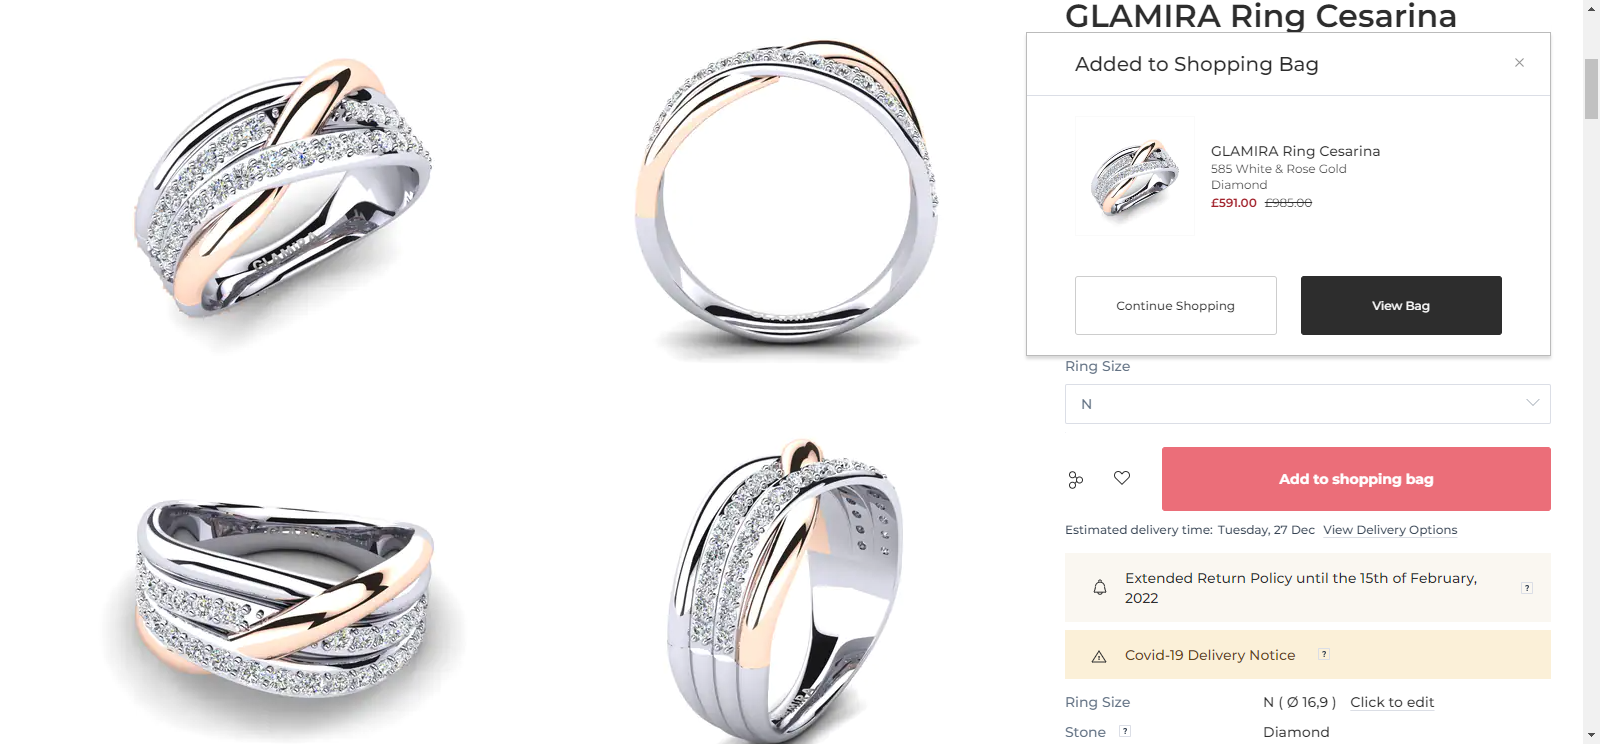 GLAMIRA Ring Cesarina
Added to Shopping Bag
GLAMIRA Ring Cesarina
585 White & Rose Gold
Diamond
£591.00 £985.00
Continue Shopping
View Bag
Ring Size
N
Add to shopping bag
Estimated delivery time: Tuesday, 27 Dec View Delivery Options
Extended Return Policy until the 15th of February,
2022
?
Covid-19 Delivery Notice ?
Ring Size N ( Ø 16,9 ) Click to edit
Stone ? Diamond
GLAMIRA
N
GLAMIRA
GLAMIRA